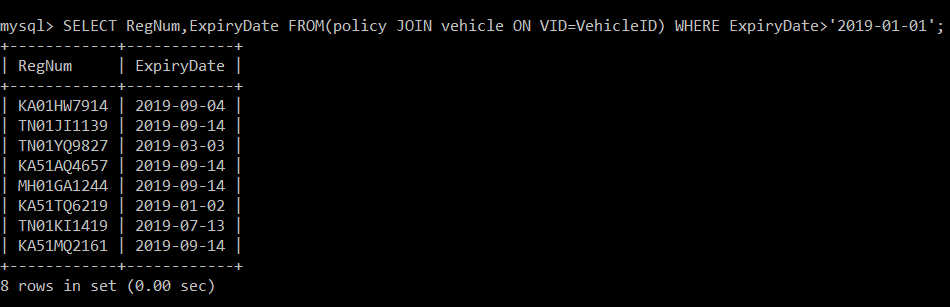 mysql> SELECT RegNum,ExpiryDate FROM(policy JOIN vehicle ON VID=VehicleID) WHERE ExpiryDate>'2019-01-01';
+------------+------------+
| RegNum     | ExpiryDate |
+------------+------------+
| KA01HW7914 | 2019-09-04 |
| TN01JI1139 | 2019-09-14 |
| TN01YQ9827 | 2019-03-03 |
| KA51AQ4657 | 2019-09-14 |
| MH01GA1244 | 2019-09-14 |
| KA51TQ6219 | 2019-01-02 |
| TN01KI1419 | 2019-07-13 |
| KA51MQ2161 | 2019-09-14 |
+------------+------------+
8 rows in set (0.00 sec)